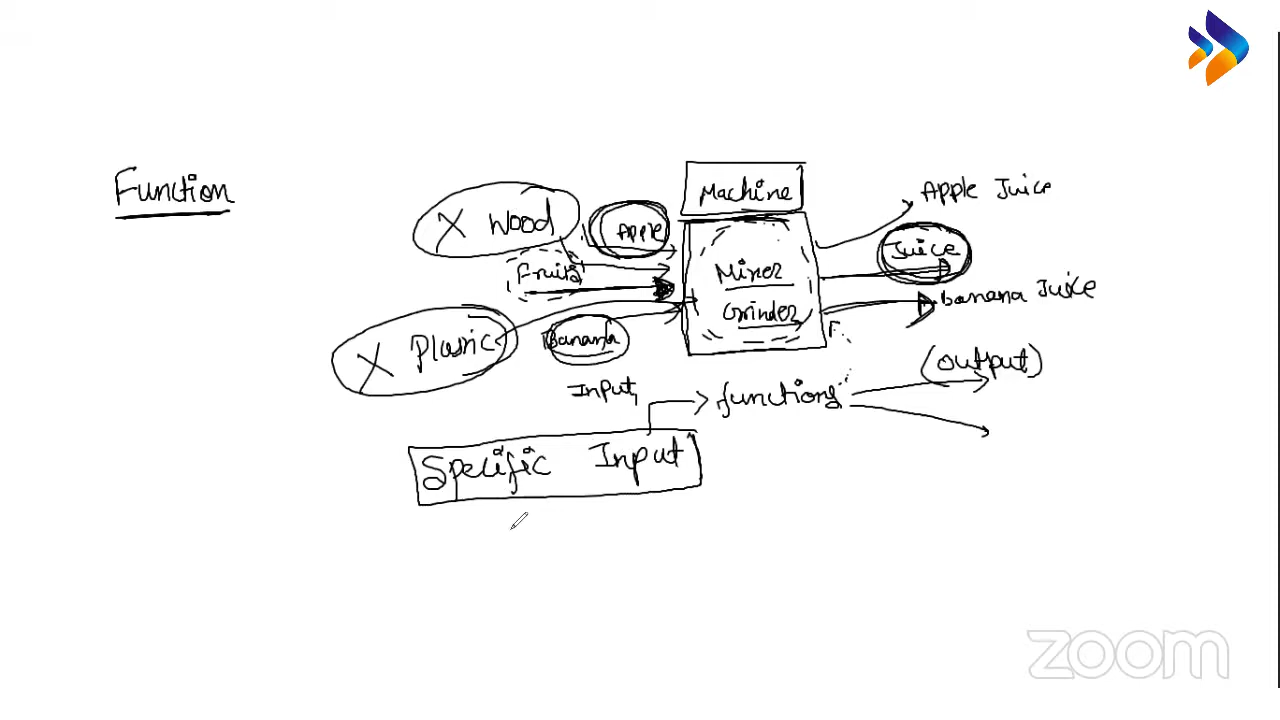 Function
Machine
Apple Juice
X Wood
Apple
Juice
Fruits
Mixer
Grinder
banana Juice
X Plasic
Banana
F
Input
functions
(output)
Specific Input
zoom